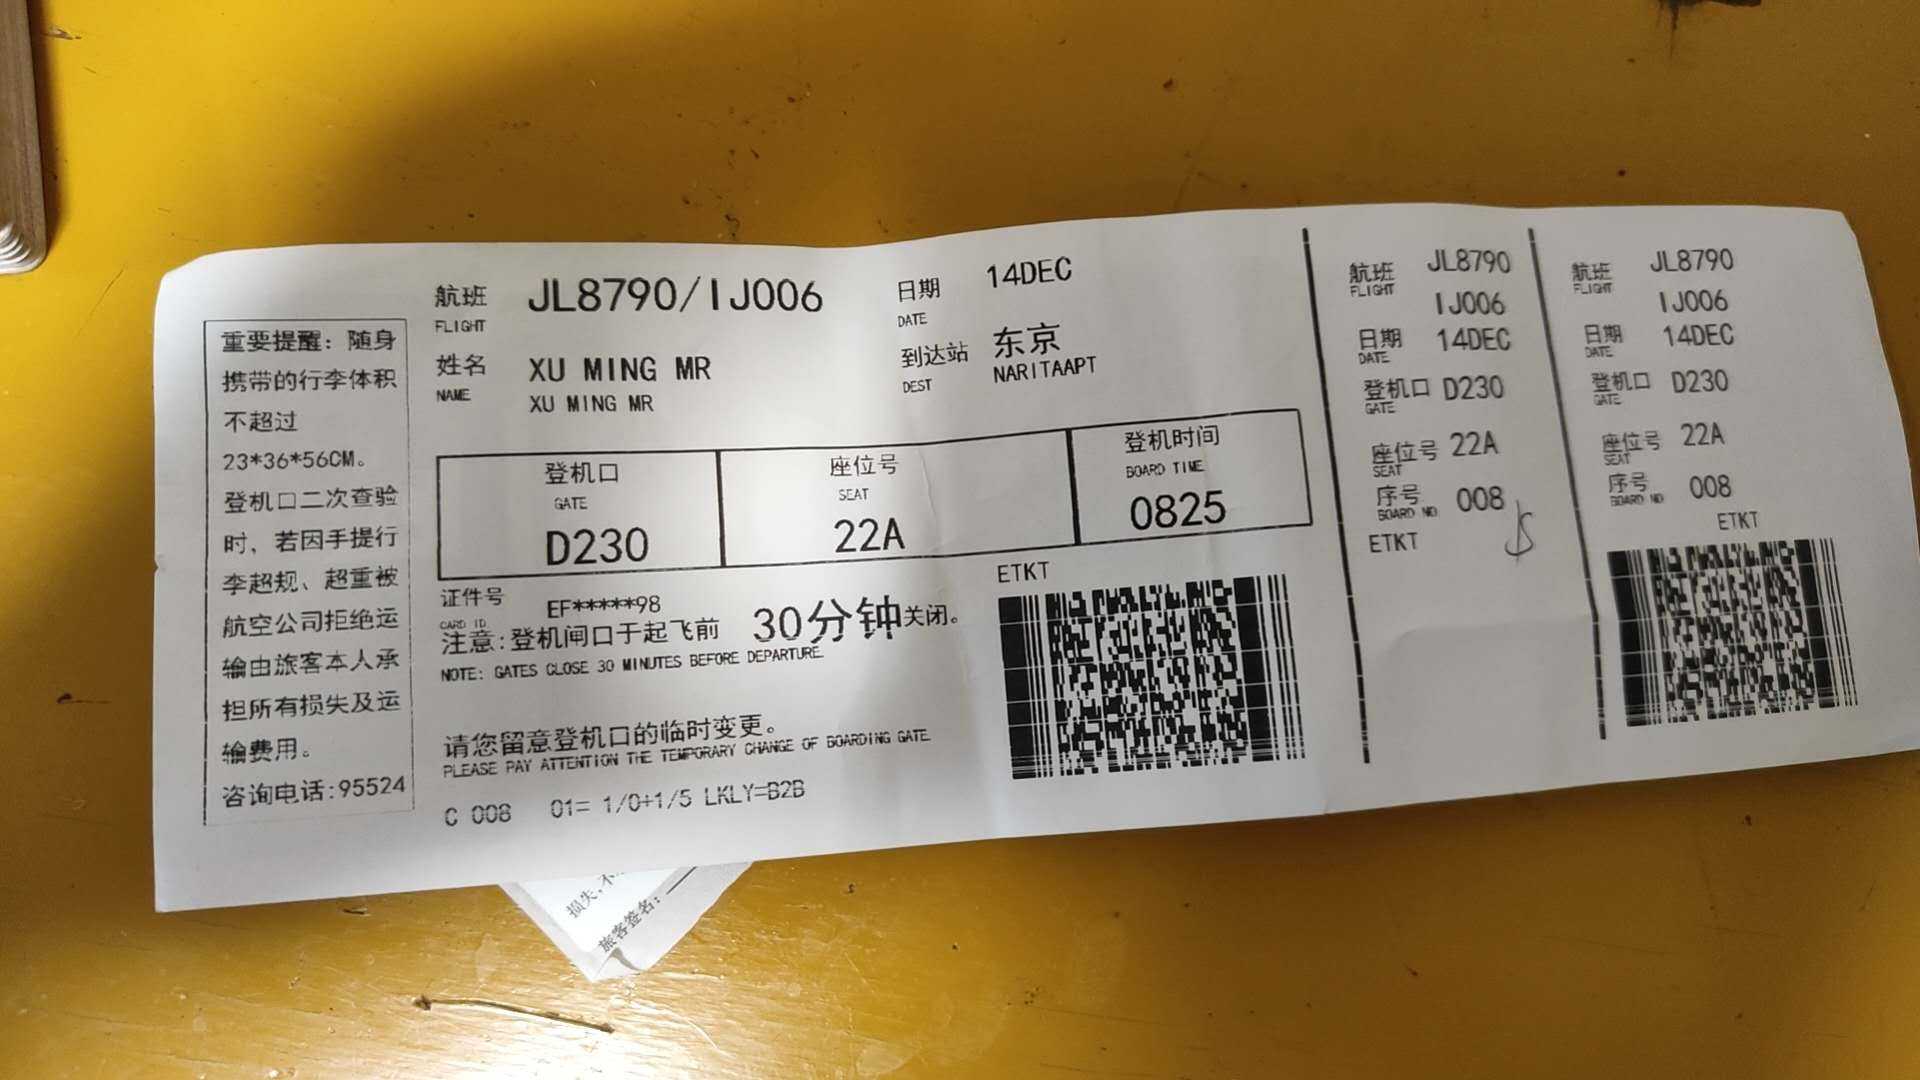 重要提醒：随身
携带的行李体积
不超过
23*36*56CM。
登机口二次查验
时，若因手提行
李超规、超重被
航空公司拒绝运
输由旅客本人承
担所有损失及运
输费用。
咨询电话:95524
航班 JL8790/IJ006
FLIGHT
日期 14DEC
DATE
姓名 XU MING MR
NAME XU MING MR
到达站 东京
DEST NARITAAPT
登机口
GATE
D230
座位号
SEAT
22A
登机时间
BOARD TIME
0825
证件号 EF*****98
CARD ID
注意:登机闸口于起飞前 30分钟关闭。
NOTE: GATES CLOSE 30 MINUTES BEFORE DEPARTURE.
ETKT
请您留意登机口的临时变更。
PLEASE PAY ATTENTION THE TEMPORARY CHANGE OF BOARDING GATE.
C 008 01= 1/0+1/5 LKLY=B2B
航班 JL8790
FLIGHT
IJ006
日期 14DEC
DATE
登机口 D230
GATE
座位号 22A
SEAT
序号 008
BOARD NO
ETKT
航班 JL8790
FLIGHT
IJ006
日期 14DEC
DATE
登机口 D230
GATE
座位号 22A
SEAT
序号 008
BOARD NO
ETKT
损失，不
旅客签名：